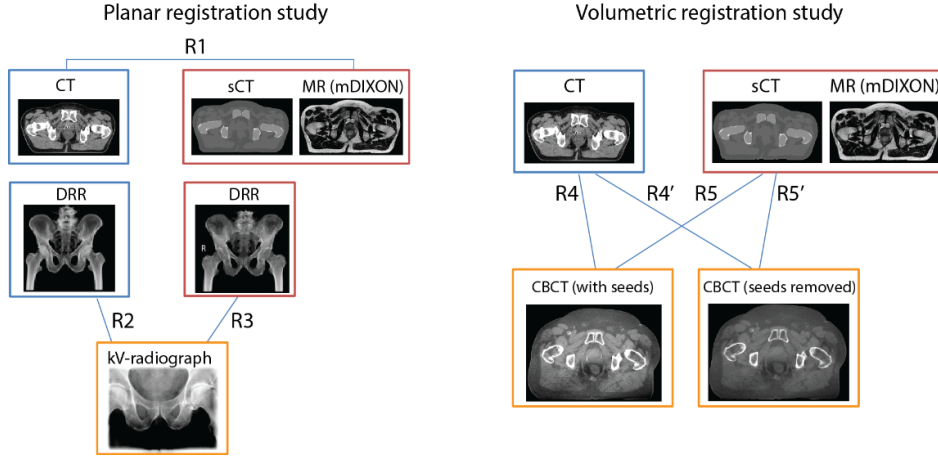 Planar registration study
Volumetric registration study
R1
CT
sCT
MR (mDIXON)
CT
sCT
MR (mDIXON)
DRR
DRR
R
R4
R4′
R5
R5′
R2
R3
kV-radiograph
CBCT (with seeds)
CBCT (seeds removed)